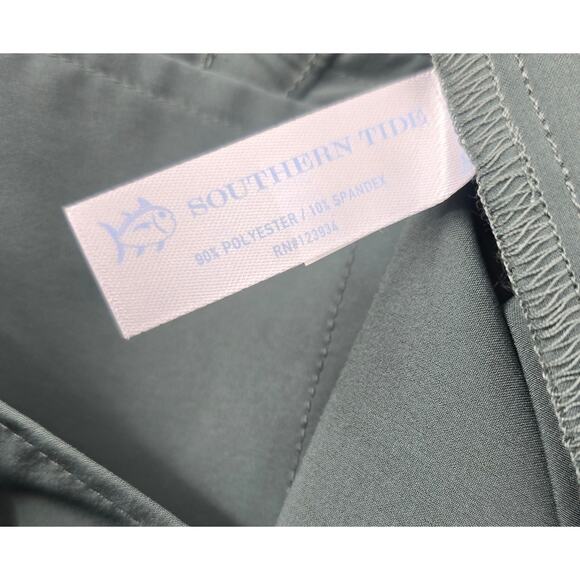 SOUTHERN TIDE
90% POLYESTER / 10% SPANDEX
RN#123934